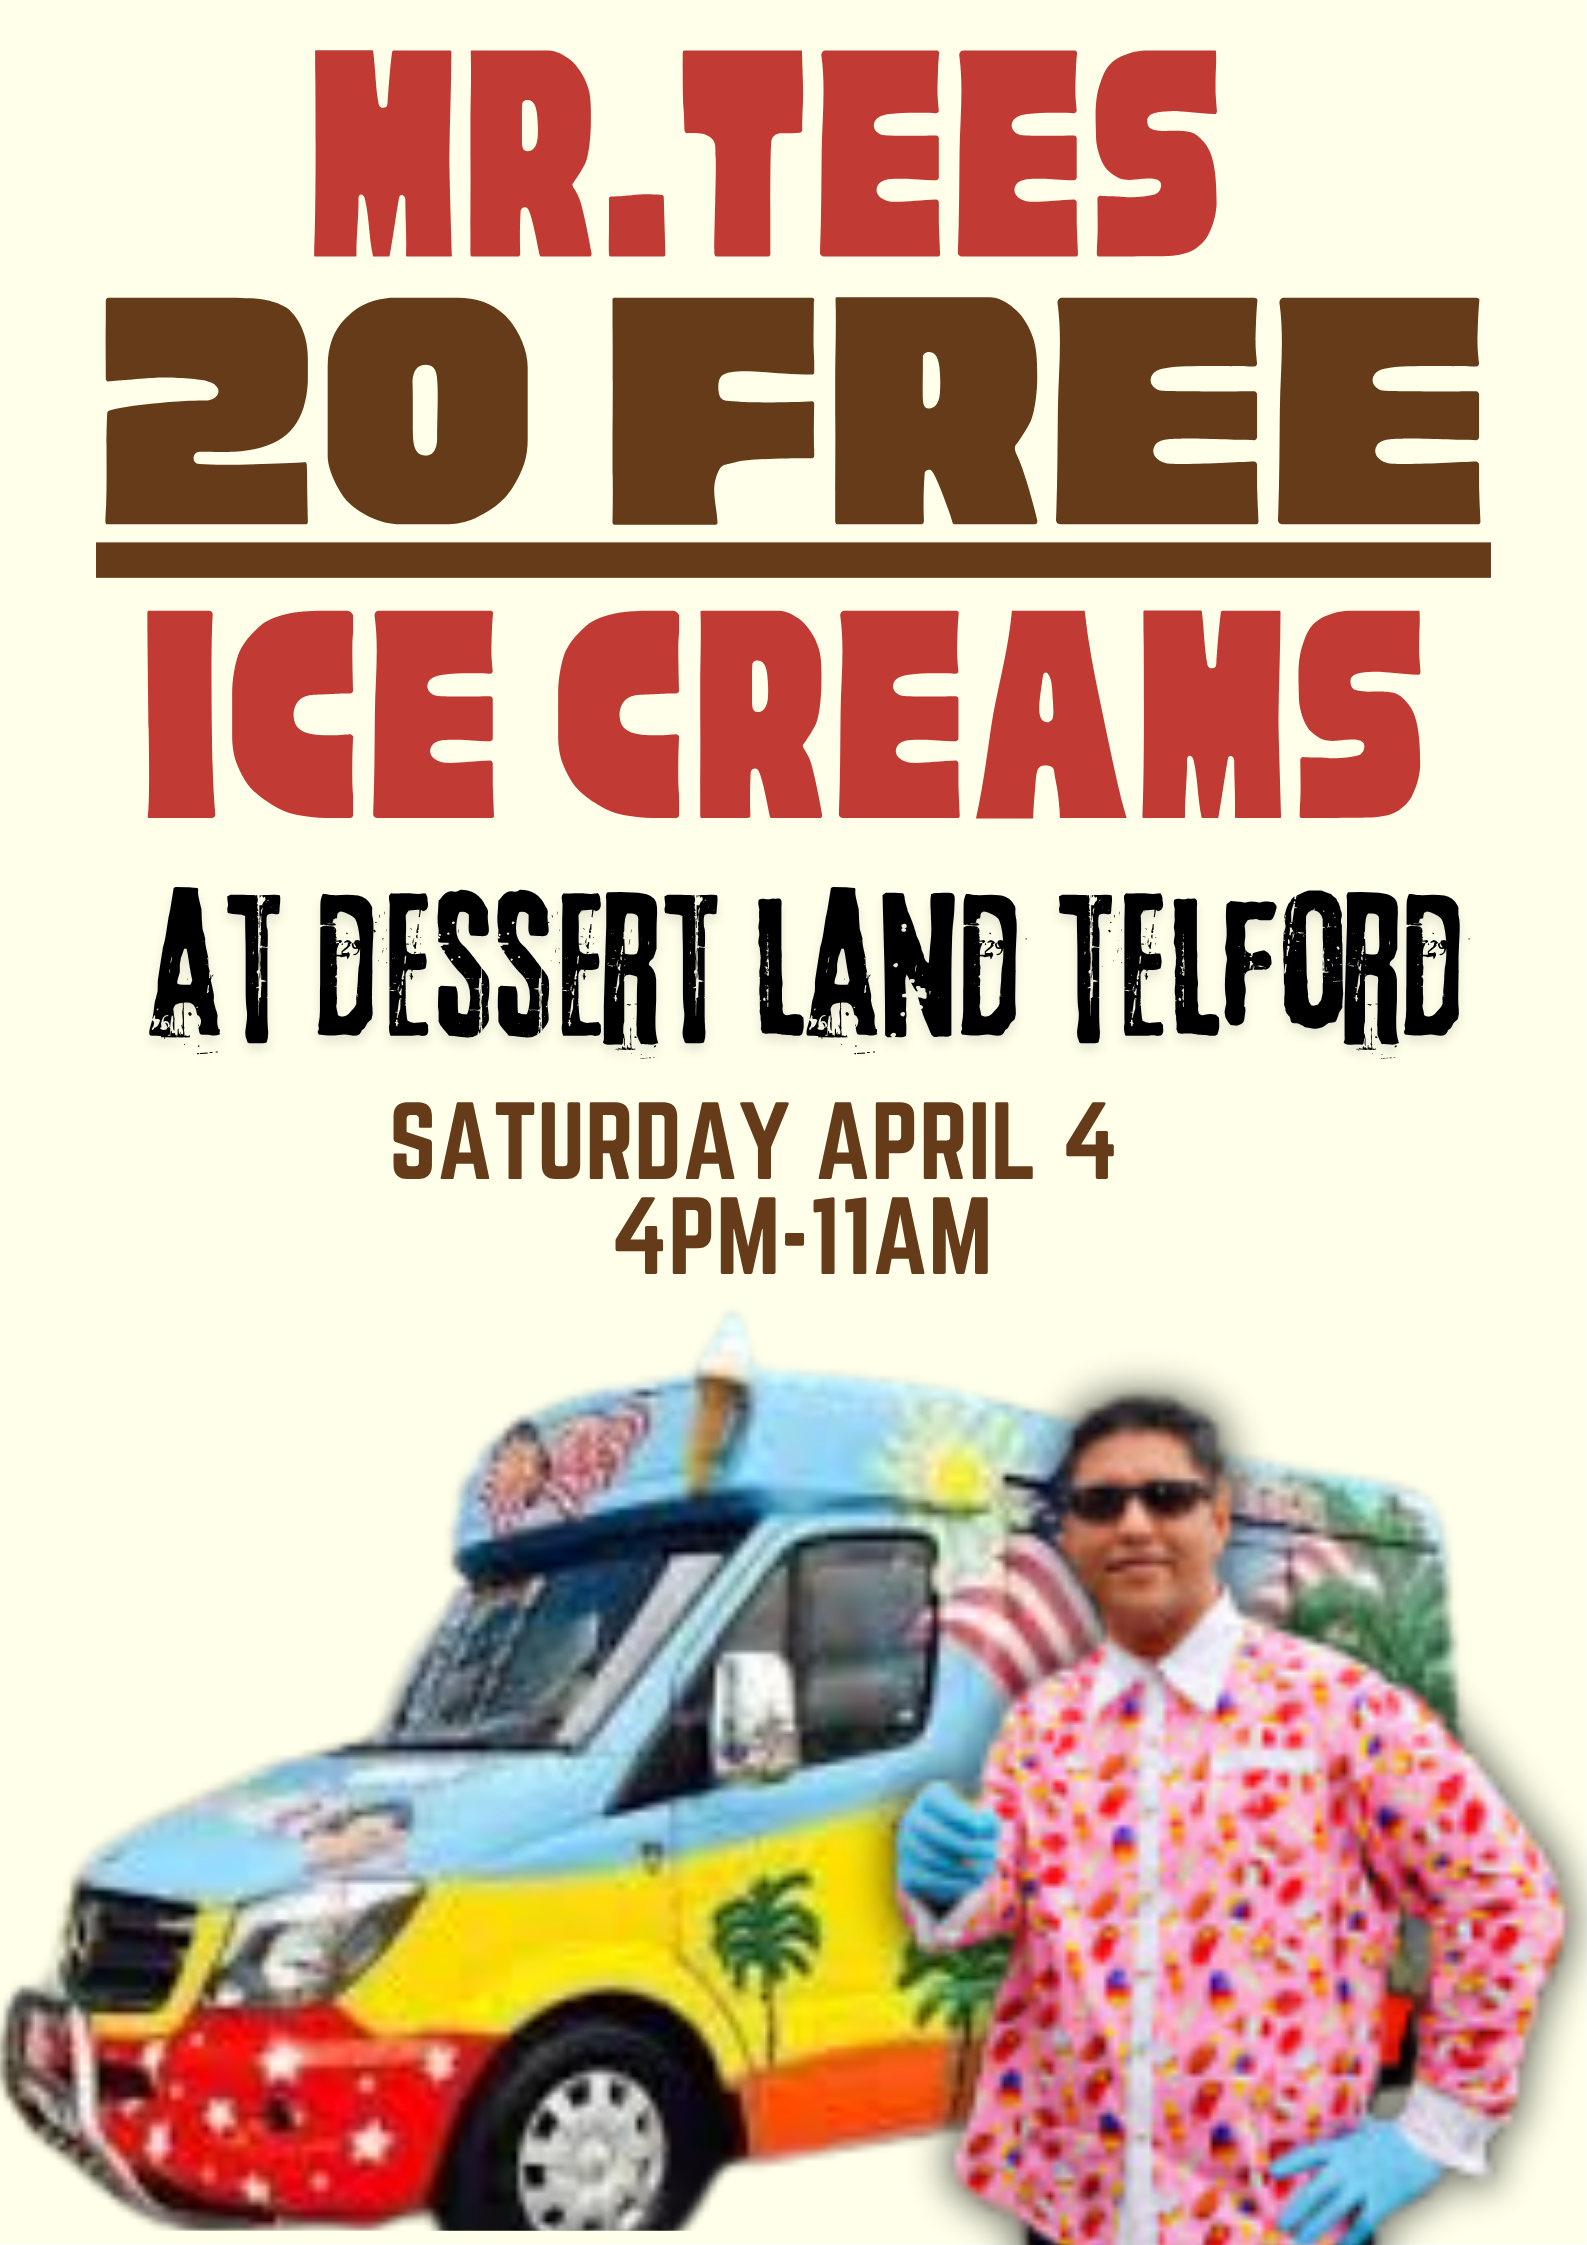 MR.TEES
20 FREE
ICE CREAMS
AT DESSERT LAND TELFORD
SATURDAY APRIL 4
4PM-11AM